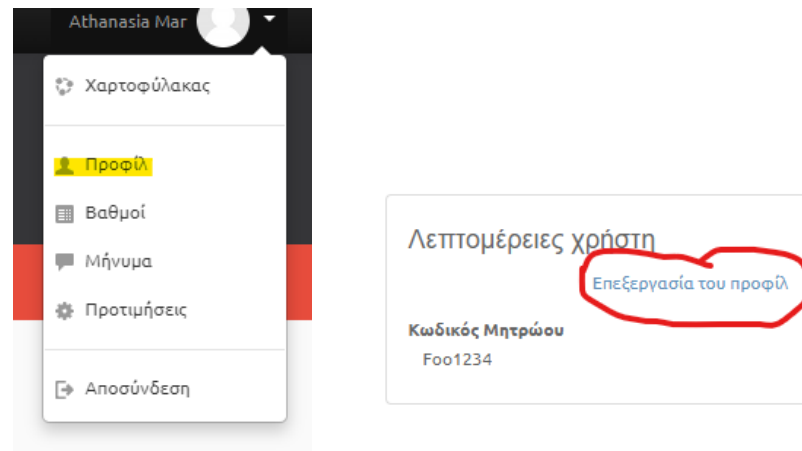 Athanasia Mar
Χαρτοφύλακας
Προφίλ
Βαθμοί
Μήνυμα
Προτιμήσεις
Αποσύνδεση
Λεπτομέρειες χρήστη
Επεξεργασία του προφίλ
Κωδικός Μητρώου
Foo1234